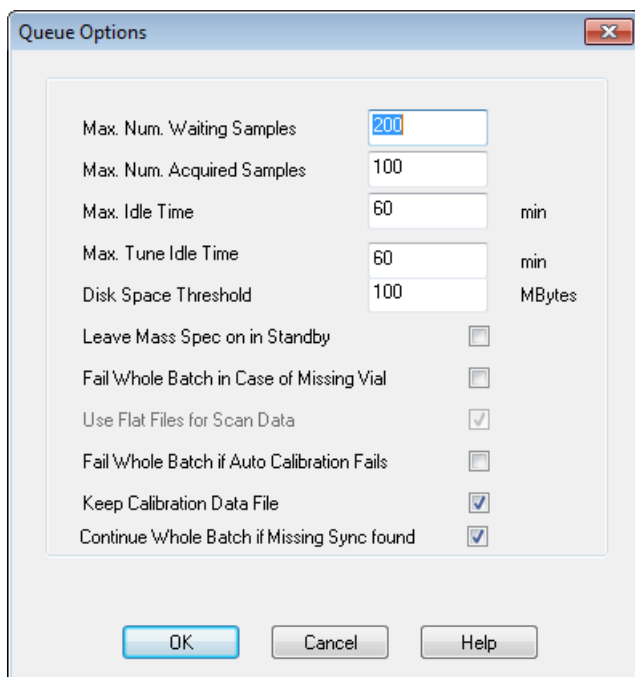 Queue Options
Max. Num. Waiting Samples 200
Max. Num. Acquired Samples 100
Max. Idle Time 60 min
Max. Tune Idle Time 60 min
Disk Space Threshold 100 MBytes
Leave Mass Spec on in Standby
Fail Whole Batch in Case of Missing Vial
Use Flat Files for Scan Data
Fail Whole Batch if Auto Calibration Fails
Keep Calibration Data File
Continue Whole Batch if Missing Sync found
OK Cancel Help